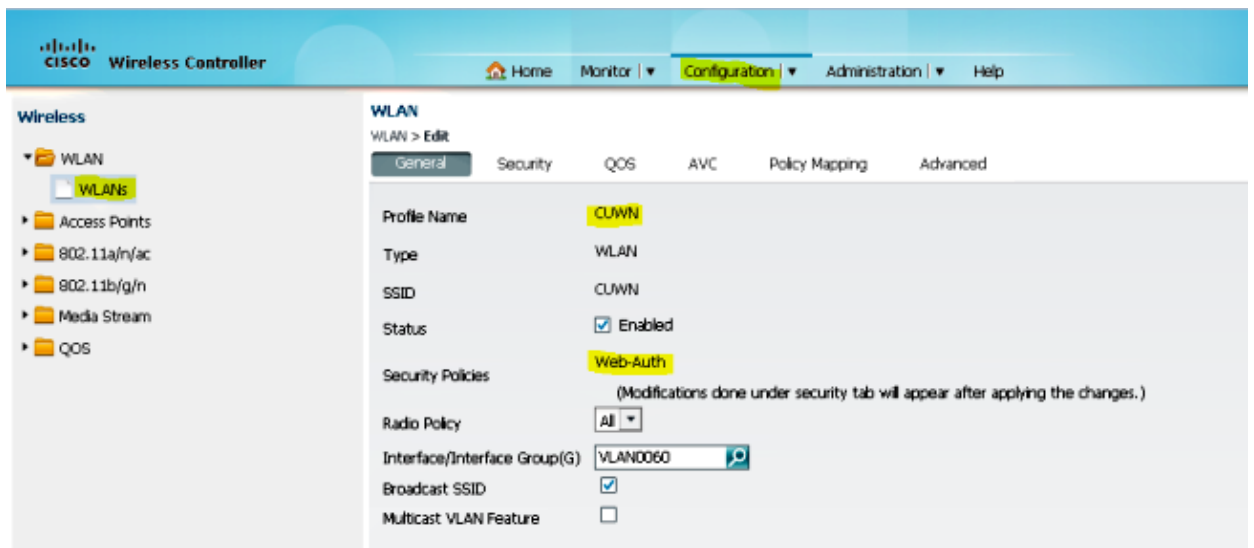 CISCO Wireless Controller
Home Monitor Configuration Administration Help
Wireless
WLAN
WLANs
Access Points
802.11a/n/ac
802.11b/g/n
Media Stream
QOS
WLAN
WLAN > Edit
General Security QOS AVC Policy Mapping Advanced
Profile Name CUWN
Type WLAN
SSID CUWN
Status Enabled
Security Policies Web-Auth
(Modifications done under security tab will appear after applying the changes.)
Radio Policy All
Interface/Interface Group(G) VLAN0060
Broadcast SSID
Multicast VLAN Feature